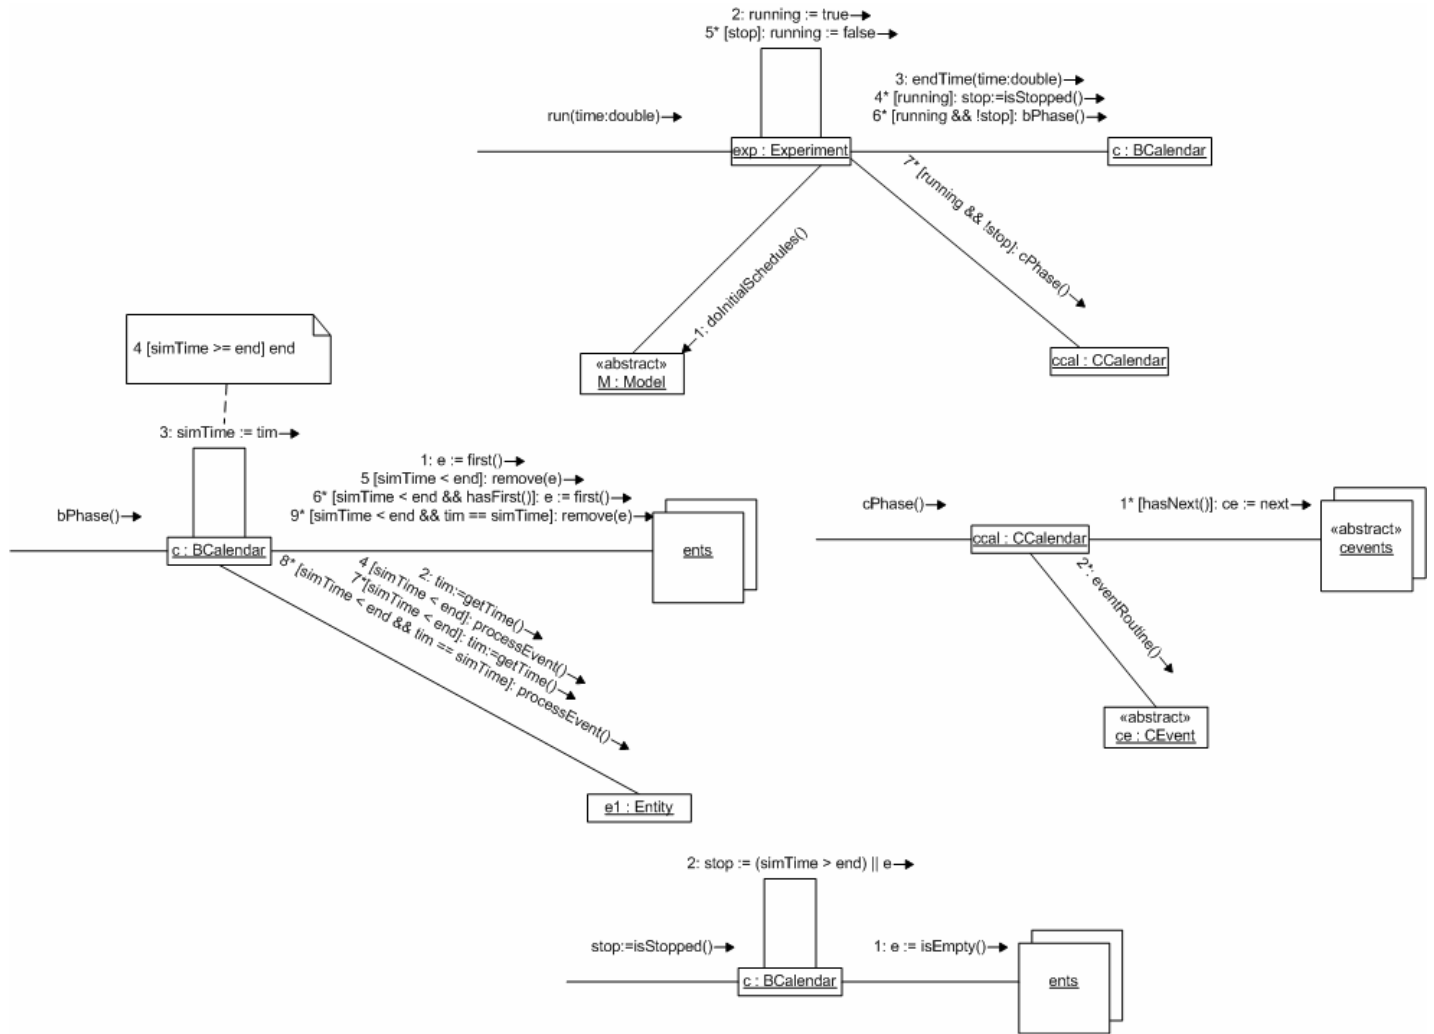 2: running := true
5* [stop]: running := false
run(time:double)
3: endTime(time:double)
4* [running]: stop:=isStopped()
6* [running && !stop]: bPhase()
exp : Experiment
c : BCalendar
7* [running && !stop]: cPhase()
1: doInitialSchedules()
«abstract»
M : Model
ccal : CCalendar
4 [simTime >= end] end
3: simTime := tim
bPhase()
1: e := first()
5 [simTime < end]: remove(e)
6* [simTime < end && hasFirst()]: e := first()
9* [simTime < end && tim == simTime]: remove(e)
c : BCalendar
ents
2: tim:=getTime()
4 [simTime < end]: processEvent()
7*[simTime < end]: tim:=getTime()
8* [simTime < end && tim == simTime]: processEvent()
e1 : Entity
cPhase()
1* [hasNext()]: ce := next
ccal : CCalendar
«abstract»
cevents
2*: eventRoutine()
«abstract»
ce : CEvent
2: stop := (simTime > end) || e
stop:=isStopped()
1: e := isEmpty()
c : BCalendar
ents